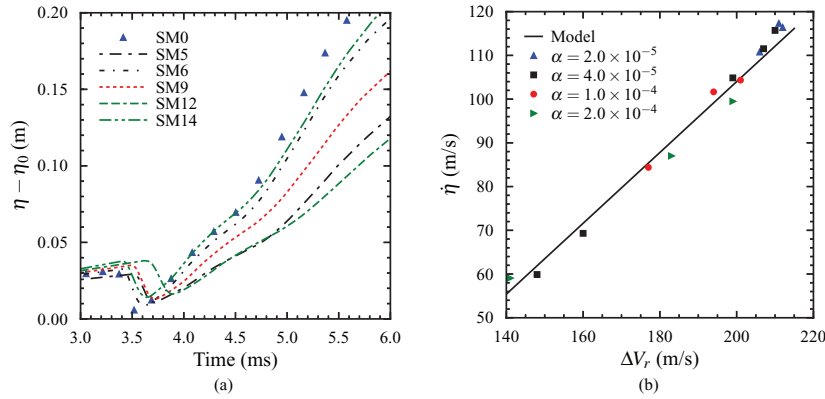 (a)
0.20
0.15
0.10
0.05
0.00
η − η₀ (m)
SM0
SM5
SM6
SM9
SM12
SM14
3.0 3.5 4.0 4.5 5.0 5.5 6.0
Time (ms)
(a)
(b)
120
110
100
90
80
70
60
50
η̇ (m/s)
Model
α = 2.0 × 10⁻⁵
α = 4.0 × 10⁻⁵
α = 1.0 × 10⁻⁴
α = 2.0 × 10⁻⁴
140 160 180 200 220
ΔVᵣ (m/s)
(b)